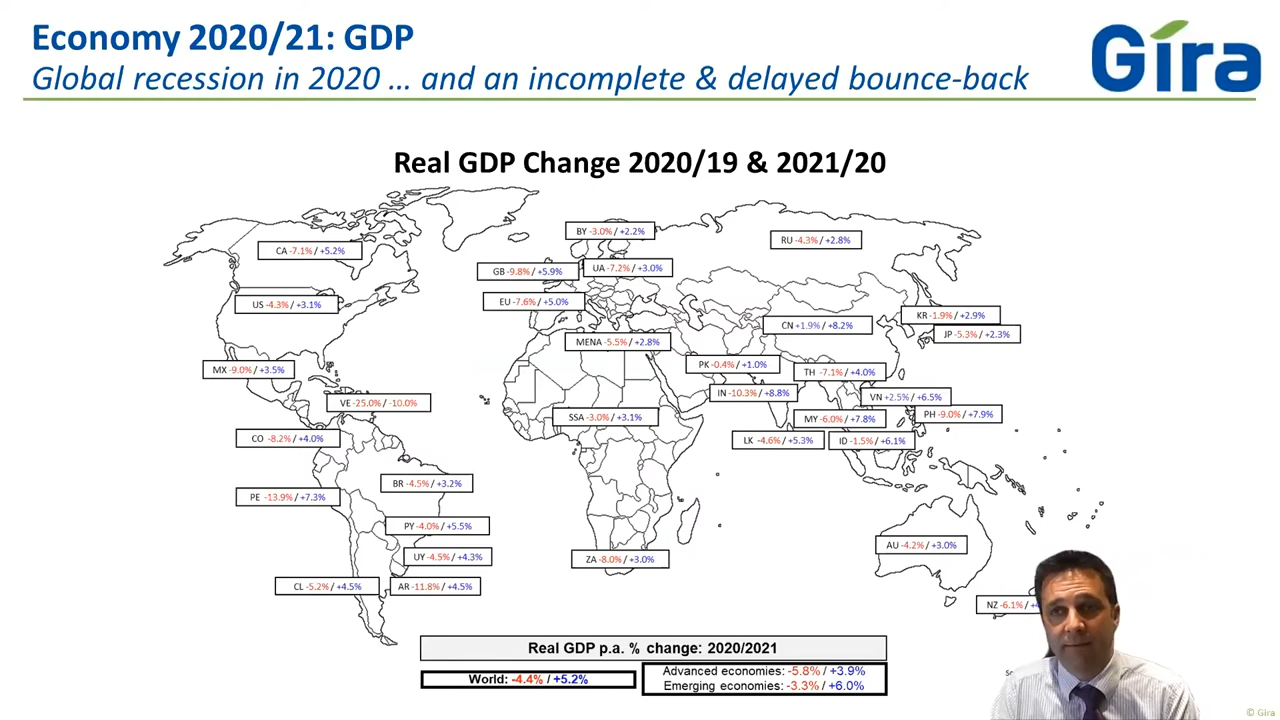 Economy 2020/21: GDP
Global recession in 2020 … and an incomplete & delayed bounce-back
Gira
Real GDP Change 2020/19 & 2021/20
BY -3.0% / +2.2%
RU -4.3% / +2.8%
CA -7.1% / +5.2%
GB -9.8% / +5.9%
UA -7.2% / +3.0%
US -4.3% / +3.1%
EU -7.6% / +5.0%
KR -1.9% / +2.9%
CN +1.9% / +8.2%
JP -5.3% / +2.3%
MENA -5.5% / +2.8%
MX -9.0% / +3.5%
PK -0.4% / +1.0%
TH -7.1% / +4.0%
IN -10.3% / +8.8%
VN +2.5% / +6.5%
VE -25.0% / -10.0%
SSA -3.0% / +3.1%
MY -6.0% / +7.8%
PH -9.0% / +7.9%
CO -8.2% / +4.0%
LK -4.6% / +5.3%
ID -1.5% / +6.1%
BR -4.5% / +3.2%
PE -13.9% / +7.3%
PY -4.0% / +5.5%
AU -4.2% / +3.0%
UY -4.5% / +4.3%
ZA -8.0% / +3.0%
CL -5.2% / +4.5%
AR -11.8% / +4.5%
NZ -6.1% /
Real GDP p.a. % change: 2020/2021
World: -4.4% / +5.2%
Advanced economies: -5.8% / +3.9%
Emerging economies: -3.3% / +6.0%
© Gira